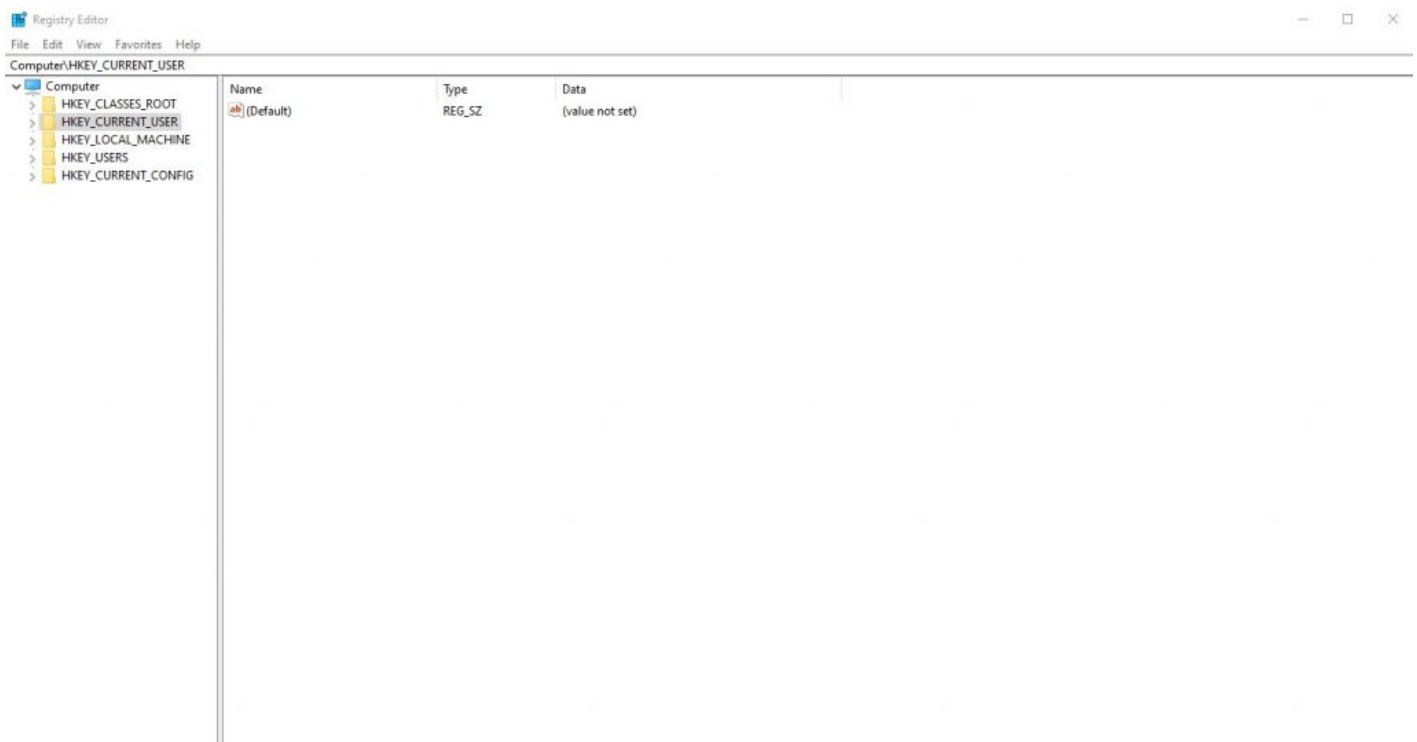 Registry Editor
File Edit View Favorites Help
Computer\HKEY_CURRENT_USER
Computer
HKEY_CLASSES_ROOT
HKEY_CURRENT_USER
HKEY_LOCAL_MACHINE
HKEY_USERS
HKEY_CURRENT_CONFIG
Name Type Data
ab (Default) REG_SZ (value not set)